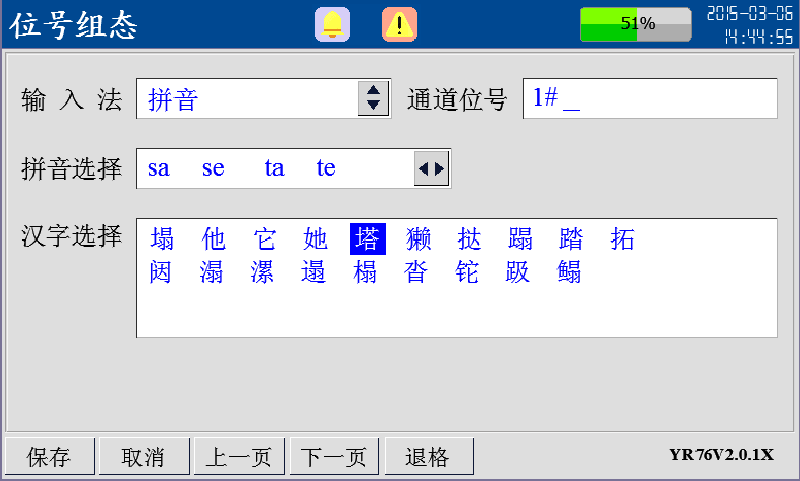 位号组态 51% 2015-03-06
14:44:55
输入法 拼音 通道位号 1#_
拼音选择 sa se ta te
汉字选择 塌 他 它 她 塔 獭 挞 蹋 踏 拓
闼 溻 漯 遢 榻 沓 铊 趿 鳎
保存 取消 上一页 下一页 退格 YR76V2.0.1X